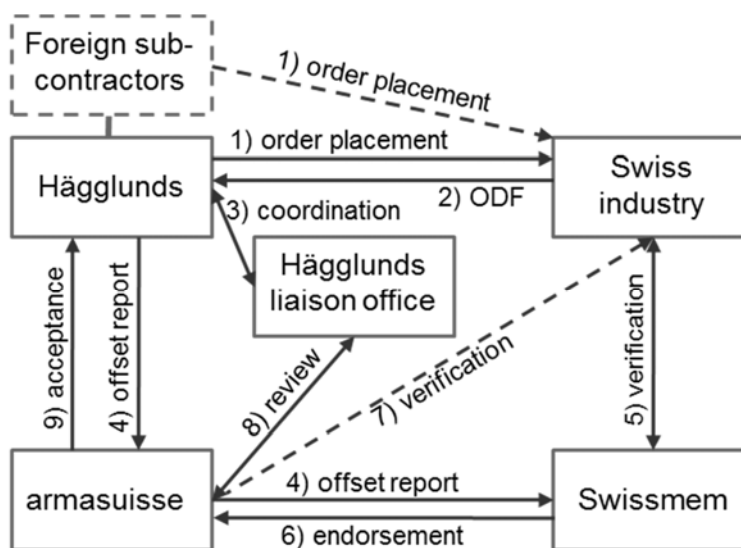 Foreign sub-
contractors
1) order placement
1) order placement
Hägglunds
Swiss
industry
2) ODF
3) coordination
Hägglunds
liaison office
9) acceptance
4) offset report
8) review
7) verification
5) verification
armasuisse
4) offset report
Swissmem
6) endorsement